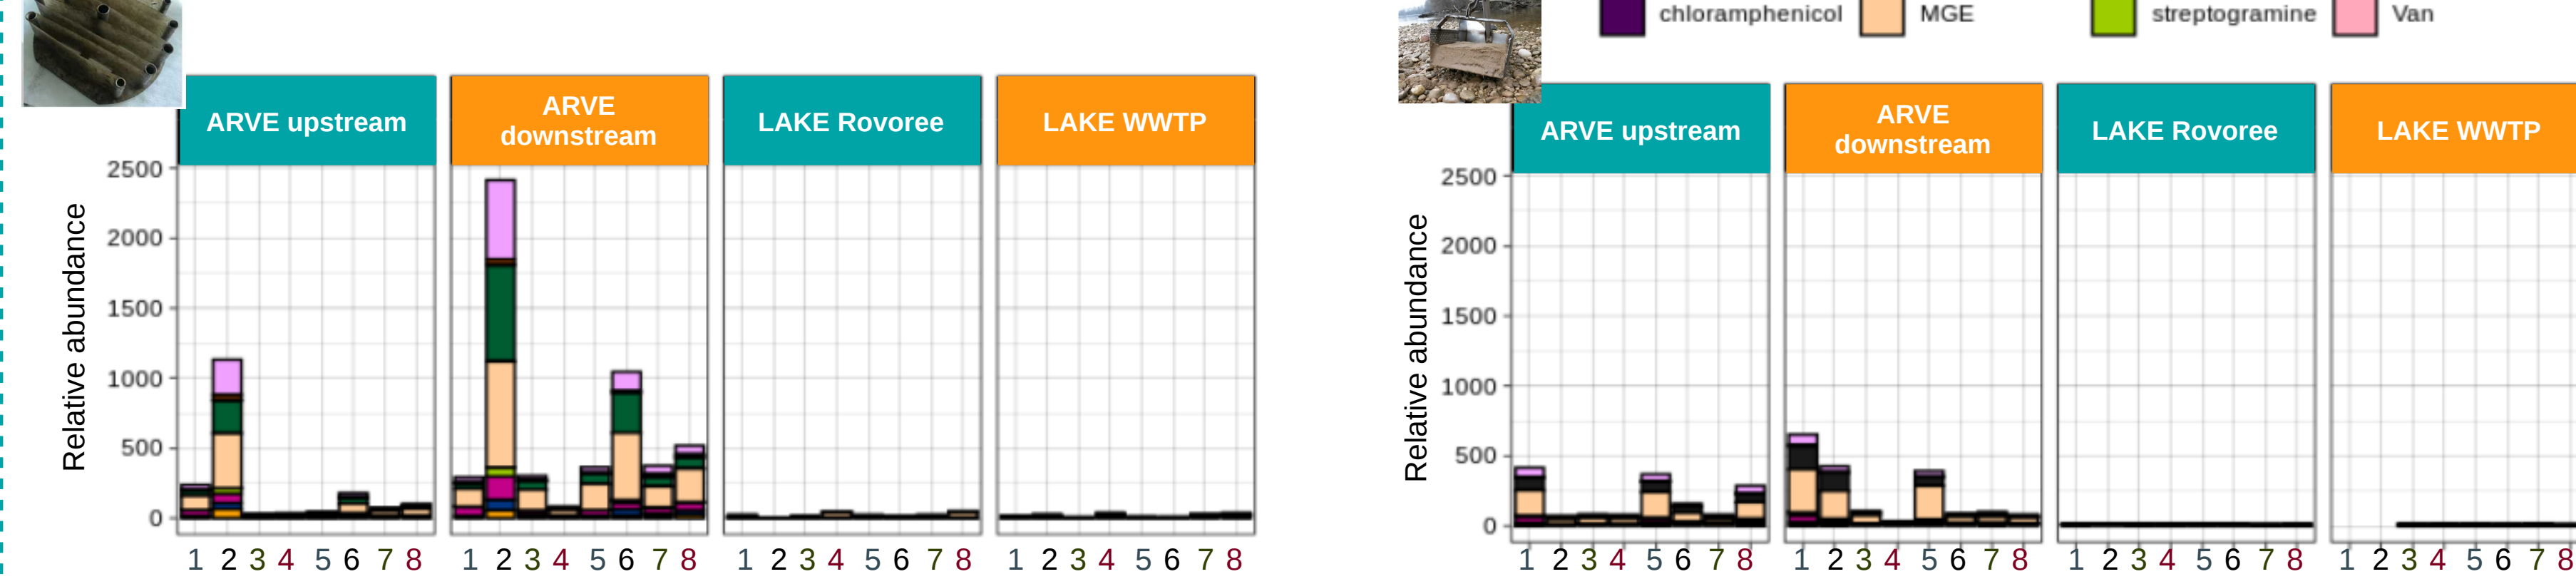 chloramphenicol MGE streptogramine Van
ARVE upstream
ARVE
downstream
LAKE Rovoree
LAKE WWTP
Relative abundance
2500
2000
1500
1000
500
0
1 2 3 4 5 6 7 8
1 2 3 4 5 6 7 8
1 2 3 4 5 6 7 8
1 2 3 4 5 6 7 8
ARVE upstream
ARVE
downstream
LAKE Rovoree
LAKE WWTP
Relative abundance
2500
2000
1500
1000
500
0
1 2 3 4 5 6 7 8
1 2 3 4 5 6 7 8
1 2 3 4 5 6 7 8
1 2 3 4 5 6 7 8